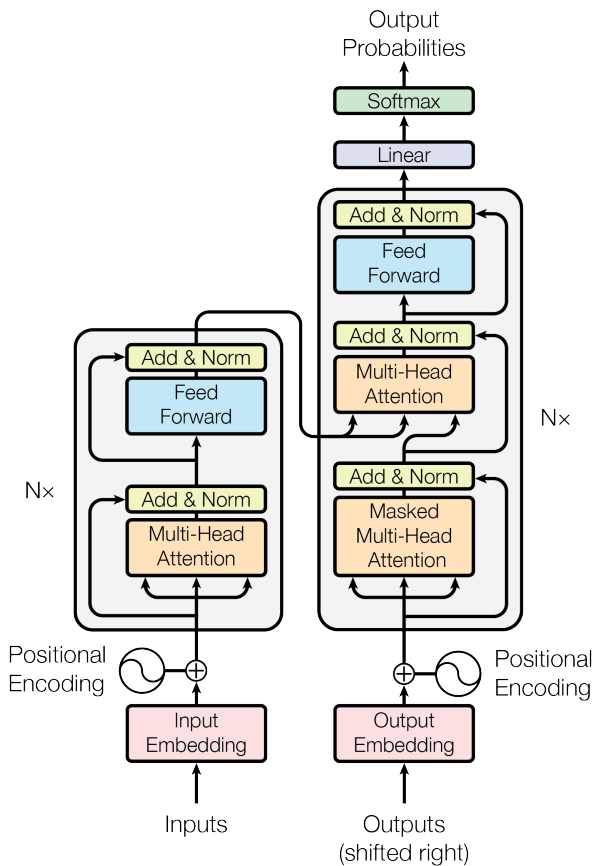 Output
Probabilities
Softmax
Linear
Add & Norm
Feed
Forward
Add & Norm
Multi-Head
Attention
Add & Norm
Masked
Multi-Head
Attention
N×
Add & Norm
Feed
Forward
Add & Norm
Multi-Head
Attention
N×
Positional
Encoding
Positional
Encoding
Input
Embedding
Output
Embedding
Inputs
Outputs
(shifted right)